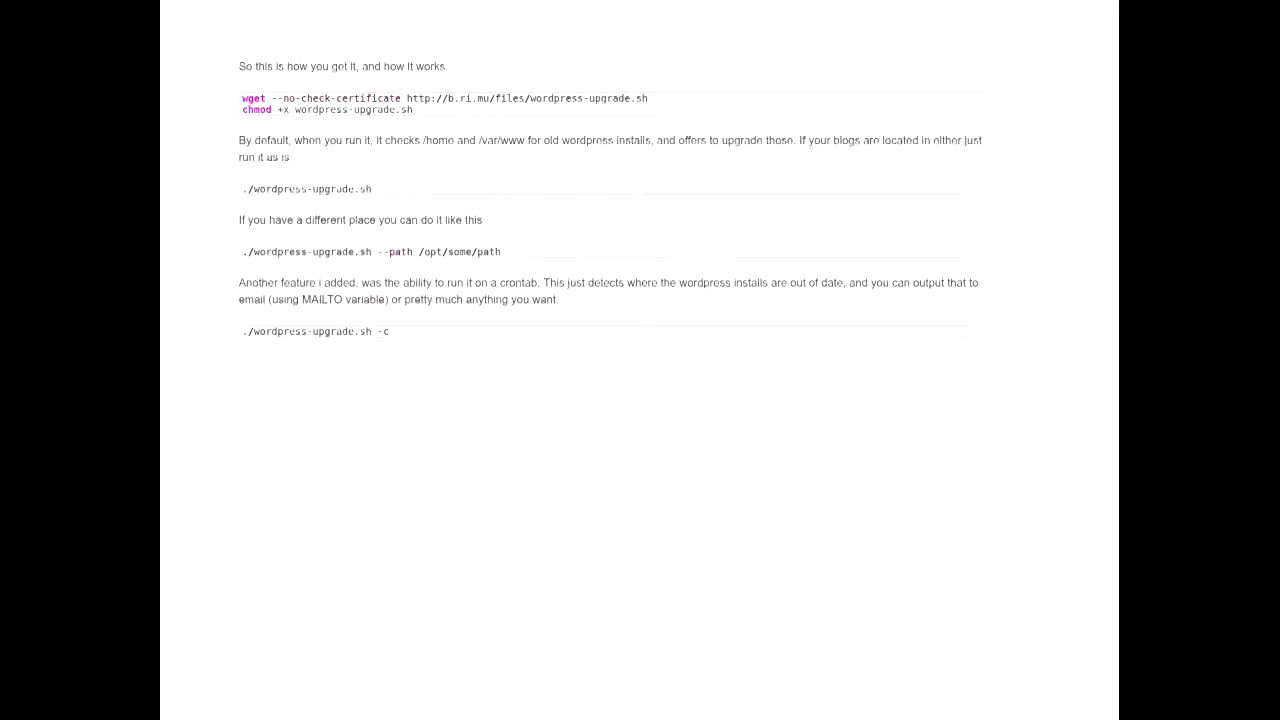 So this is how you get it, and how it works.
wget --no-check-certificate http://b.ri.mu/files/wordpress-upgrade.sh
chmod +x wordpress-upgrade.sh
By default, when you run it, it checks /home and /var/www for old wordpress installs, and offers to upgrade those. If your blogs are located in either just
run it as is
./wordpress-upgrade.sh
If you have a different place you can do it like this
./wordpress-upgrade.sh --path /opt/some/path
Another feature i added, was the ability to run it on a crontab. This just detects where the wordpress installs are out of date, and you can output that to
email (using MAILTO variable) or pretty much anything you want.
./wordpress-upgrade.sh -c